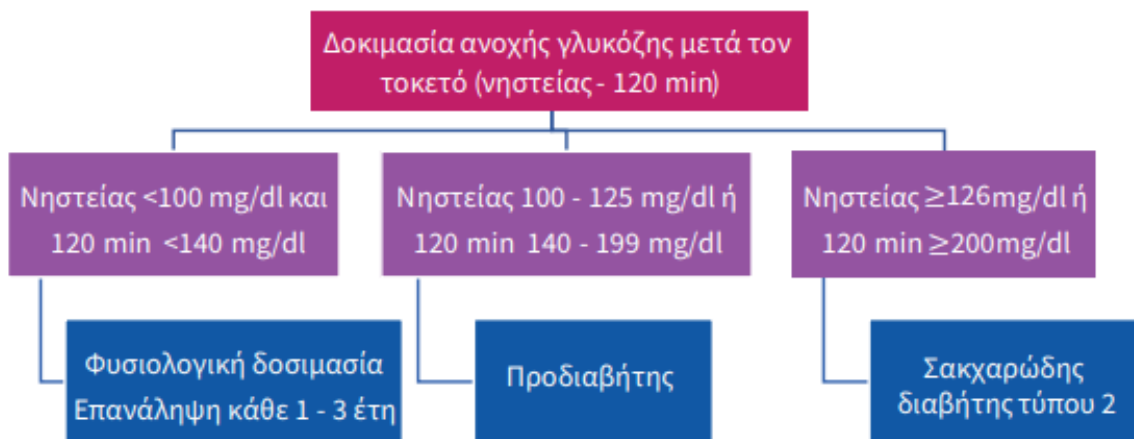 Δοκιμασία ανοχής γλυκόζης μετά τον
τοκετό (νηστείας - 120 min)
Νηστείας <100 mg/dl και
120 min <140 mg/dl
Νηστείας 100 - 125 mg/dl ή
120 min 140 - 199 mg/dl
Νηστείας ≥126mg/dl ή
120 min ≥200mg/dl
Φυσιολογική δοσιμασία
Επανάληψη κάθε 1 - 3 έτη
Προδιαβήτης
Σακχαρώδης
διαβήτης τύπου 2